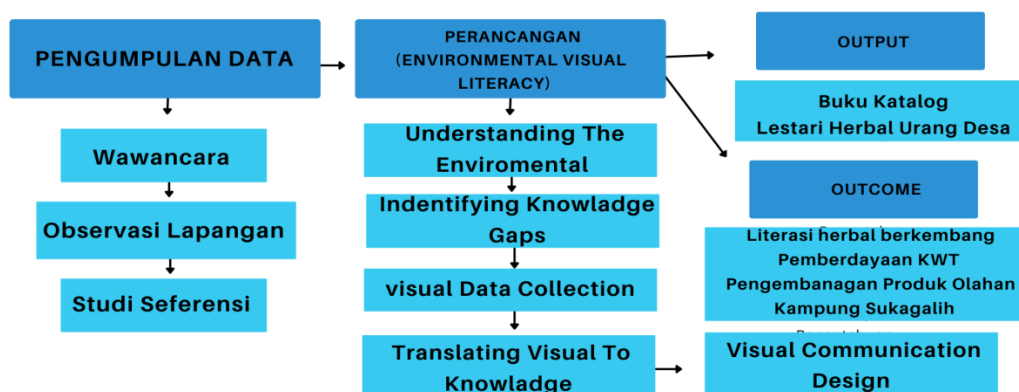 PENGUMPULAN DATA
Wawancara
Observasi Lapangan
Studi Seferensi
PERANCANGAN
(ENVIRONMENTAL VISUAL
LITERACY)
Understanding The
Enviromental
Indentifying Knowladge
Gaps
visual Data Collection
Translating Visual To
Knowladge
OUTPUT
Buku Katalog
Lestari Herbal Urang Desa
OUTCOME
Literasi herbal berkembang
Pemberdayaan KWT
Pengembanagan Produk Olahan
Kampung Sukagalih
Visual Communication
Design